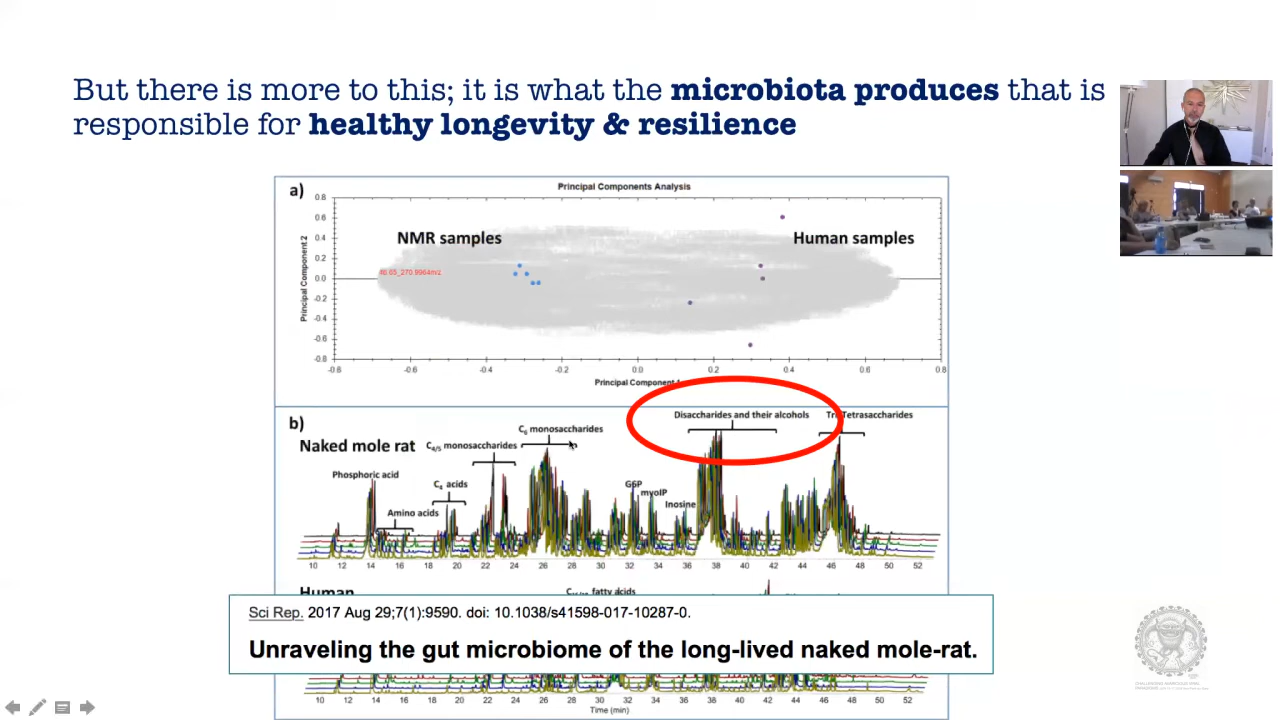 But there is more to this; it is what the microbiota produces that is
responsible for healthy longevity & resilience
a)
Principal Components Analysis
NMR samples
Human samples
Principal Component 2
0.8
0.6
0.4
0.2
0.0
-0.2
-0.4
-0.6
-0.8
46.65_270.9964m/z
-0.8 -0.6 -0.4 -0.2 0.0 0.2 0.4 0.6 0.8
Principal Component
b)
Naked mole rat
Phosphoric acid
Amino acids
C4 acids
C4/5 monosaccharides
C6 monosaccharides
G6P
myoIP
Inosine
Disaccharides and their alcohols
Tetrasaccharides
10 12 14 16 18 20 22 24 26 28 30 32 34 36 38 40 42 44 46 48 50 52
Human
fatty acids
Sci Rep. 2017 Aug 29;7(1):9590. doi: 10.1038/s41598-017-10287-0.
Unraveling the gut microbiome of the long-lived naked mole-rat.
10 12 14 16 18 20 22 24 26 28 30 32 34 36 38 40 42 44 46 48 50 52
Time (min)